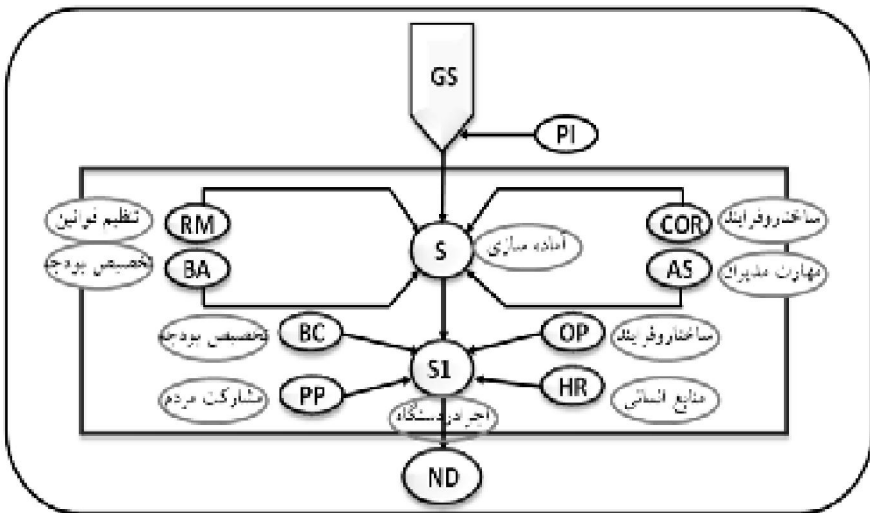 GS
PI
تنظیم قوانین
RM
COR
ساختاروفرایند
S
آماده سازی
تخصیص بودجه
BA
AS
مهارت مدیران
تخصیص بودجه
BC
OP
ساختاروفرایند
S1
مشارکت مردم
PP
HR
منابع انسانی
اجرادردستگاه
ND